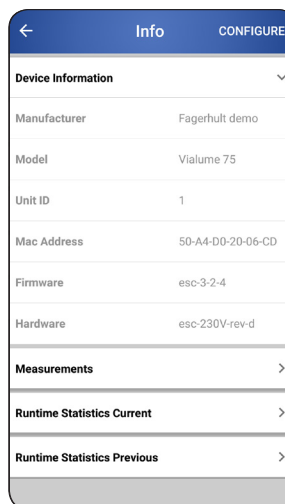 Info CONFIGURE
Device Information
Manufacturer Fagerhult demo
Model Vialume 75
Unit ID 1
Mac Address 50-A4-D0-20-06-CD
Firmware esc-3-2-4
Hardware esc-230V-rev-d
Measurements
Runtime Statistics Current
Runtime Statistics Previous